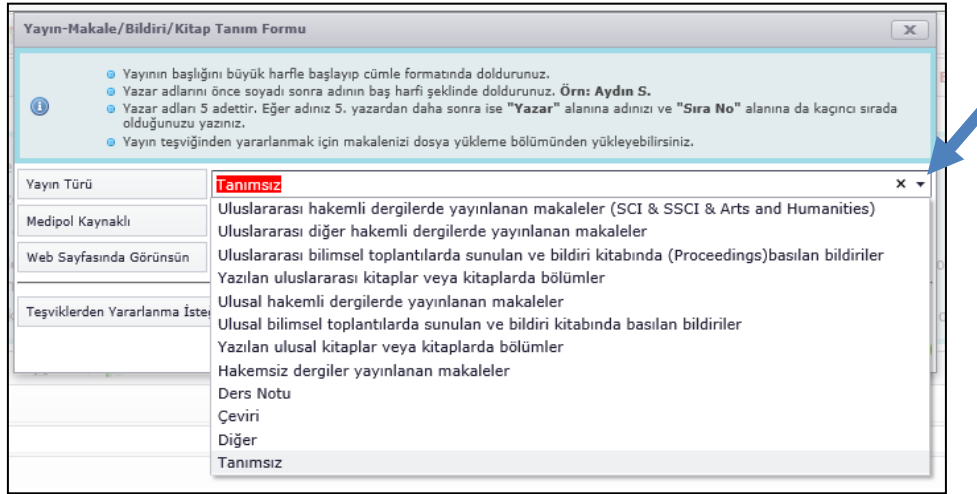 Yayın-Makale/Bildiri/Kitap Tanım Formu
Yayının başlığını büyük harfle başlayıp cümle formatında doldurunuz.
Yazar adlarını önce soyadı sonra adının baş harfi şeklinde doldurunuz. Örn: Aydın S.
Yazar adları 5 adettir. Eğer adınız 5. yazardan daha sonra ise "Yazar" alanına adınızı ve "Sıra No" alanına da kaçıncı sırada
olduğunuzu yazınız.
Yayın teşviğinden yararlanmak için makalenizi dosya yükleme bölümünden yükleyebilirsiniz.
Yayın Türü
Tanımsız
Medipol Kaynaklı
Web Sayfasında Görünsün
Teşviklerden Yararlanma İste
Uluslararası hakemli dergilerde yayınlanan makaleler (SCI & SSCI & Arts and Humanities)
Uluslararası diğer hakemli dergilerde yayınlanan makaleler
Uluslararası bilimsel toplantılarda sunulan ve bildiri kitabında (Proceedings)basılan bildiriler
Yazılan uluslararası kitaplar veya kitaplarda bölümler
Ulusal hakemli dergilerde yayınlanan makaleler
Ulusal bilimsel toplantılarda sunulan ve bildiri kitabında basılan bildiriler
Yazılan ulusal kitaplar veya kitaplarda bölümler
Hakemsiz dergiler yayınlanan makaleler
Ders Notu
Çeviri
Diğer
Tanımsız